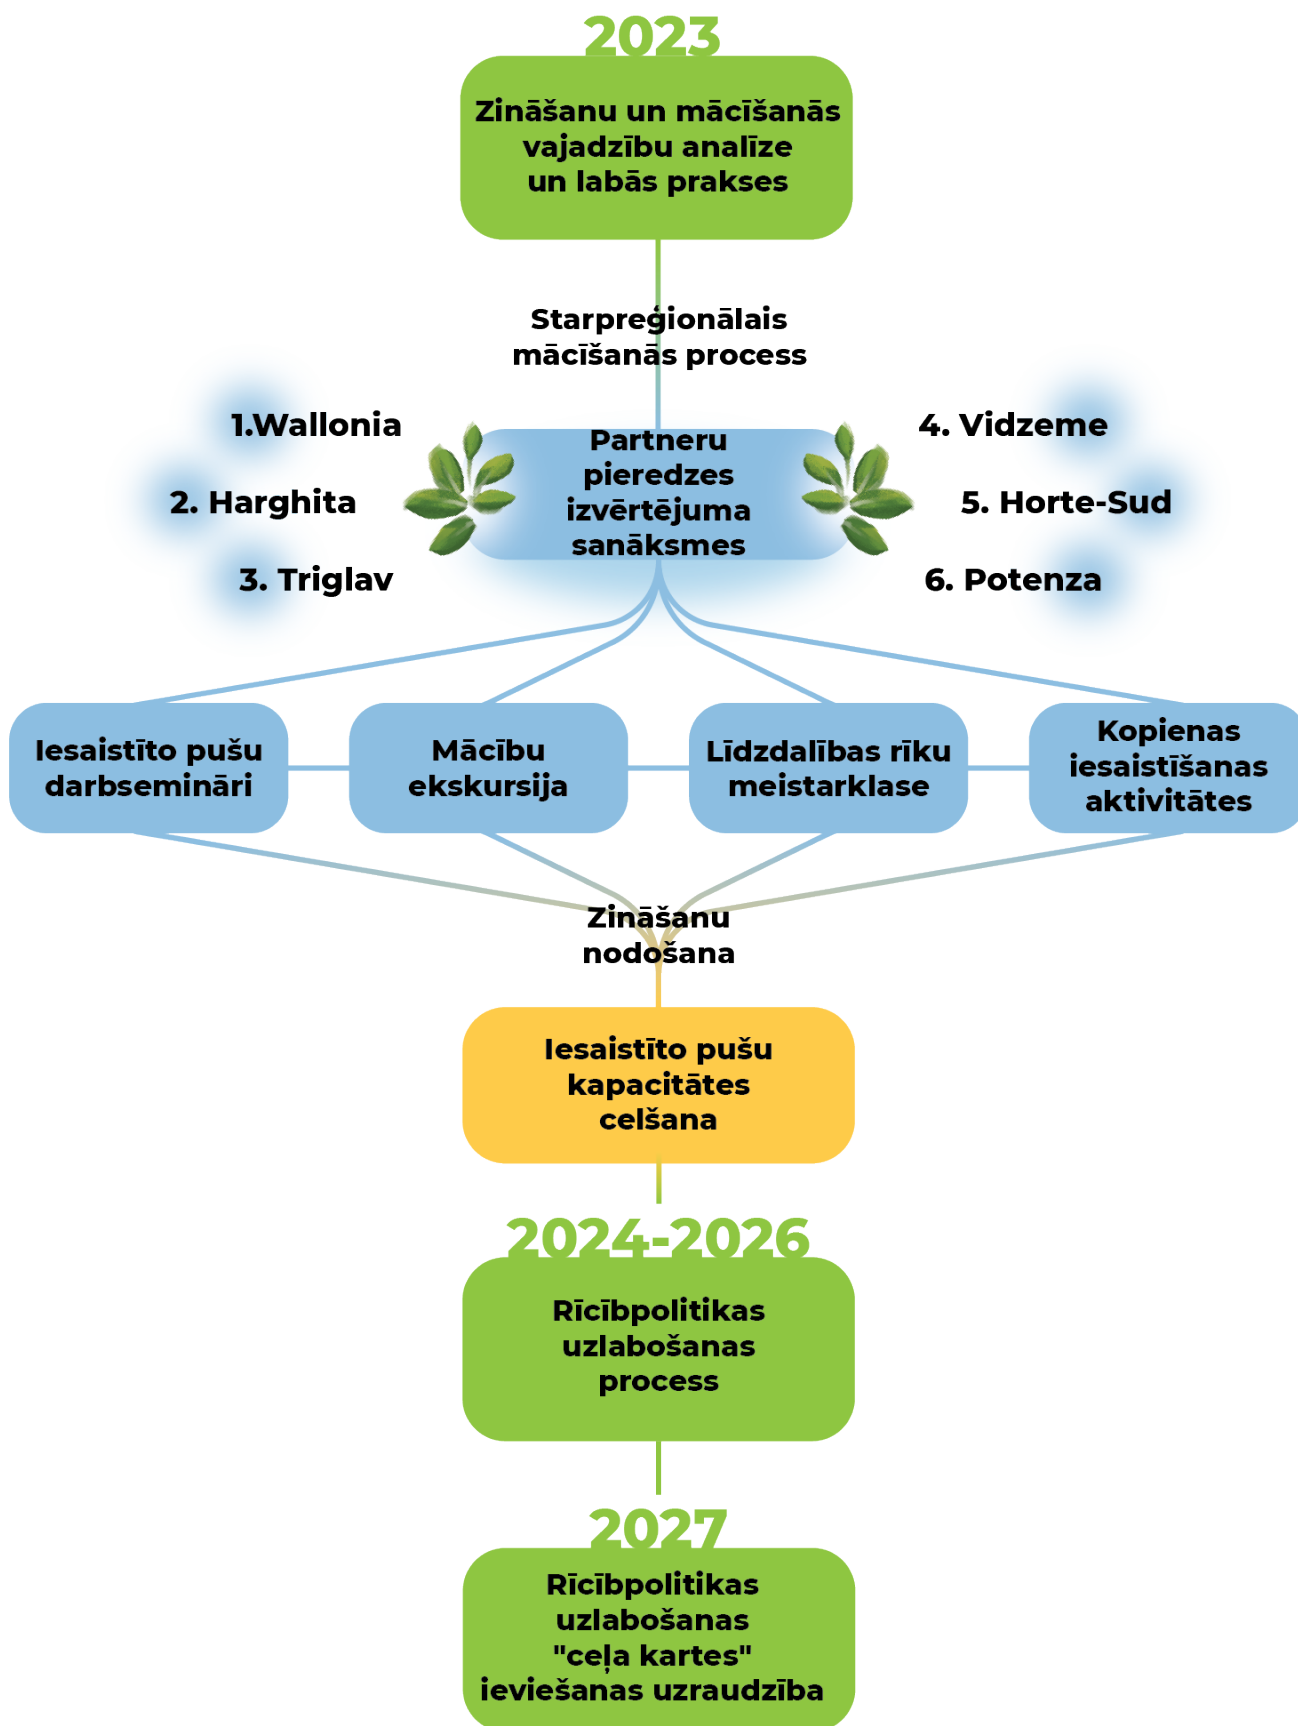 2023
Zināšanu un mācīšanās
vajadzību analīze
un labās prakses
Starpreģionālais
mācīšanās process
1.Wallonia
2. Harghita
3. Triglav
Partneru
pieredzes
izvērtējuma
sanāksmes
4. Vidzeme
5. Horte-Sud
6. Potenza
Iesaistīto pušu
darbsemināri
Mācību
ekskursija
Līdzdalības rīku
meistarklase
Kopienas
iesaistīšanas
aktivitātes
Zināšanu
nodošana
Iesaistīto pušu
kapacitātes
celšana
2024-2026
Rīcībpolitikas
uzlabošanas
process
2027
Rīcībpolitikas
uzlabošanas
"ceļa kartes"
ieviešanas uzraudzība